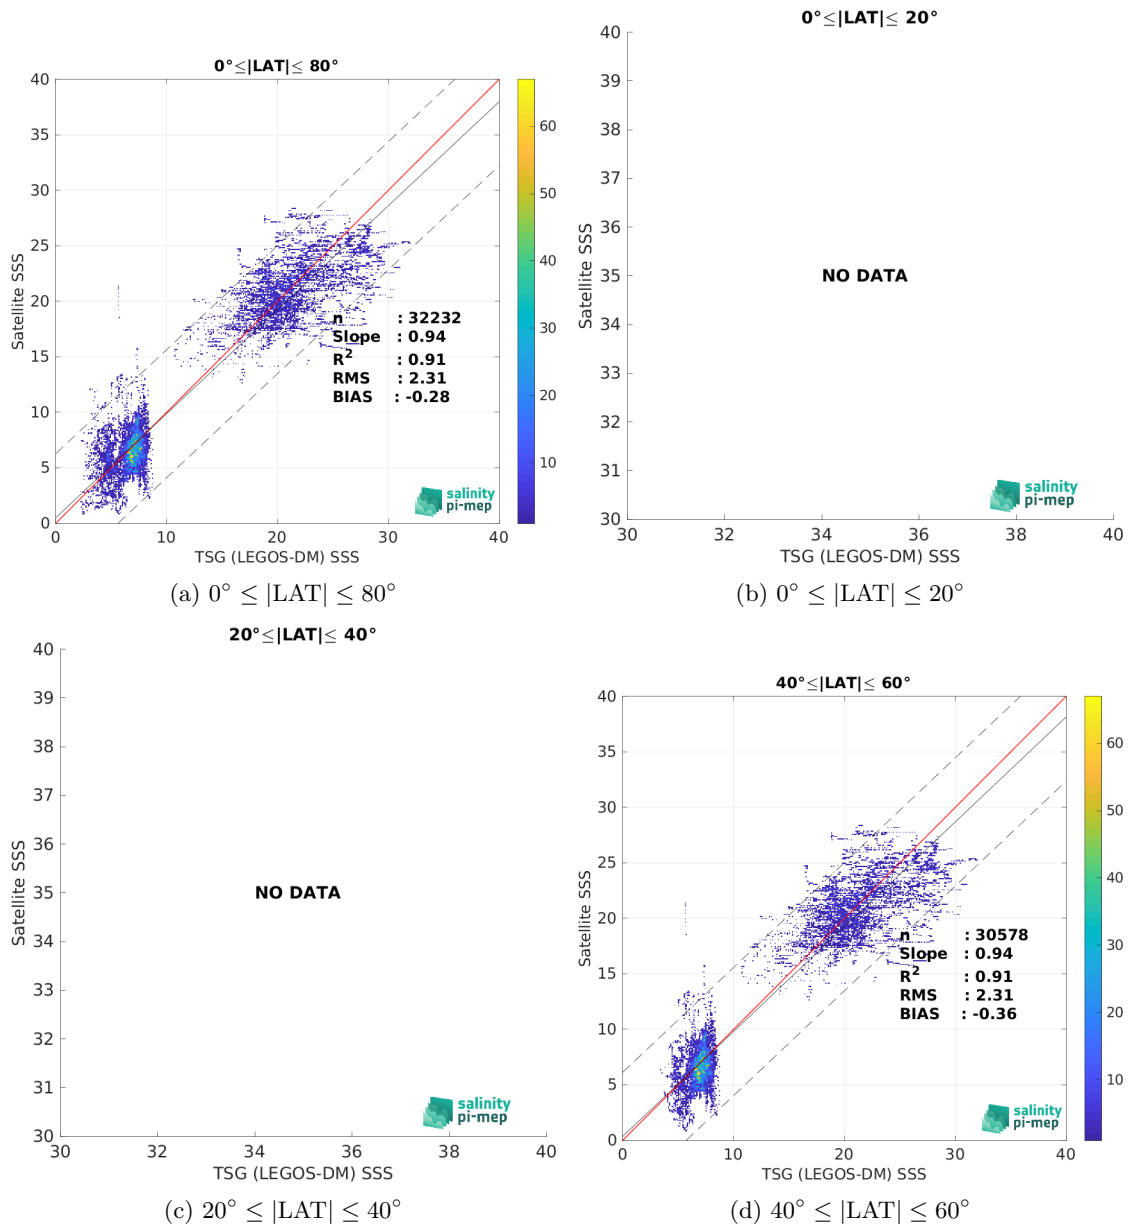 0°≤|LAT|≤ 80°
40
35
30
25
20
15
10
5
0
0
10
20
30
40
Satellite SSS
TSG (LEGOS-DM) SSS
n : 32232
Slope : 0.94
R² : 0.91
RMS : 2.31
BIAS : -0.28
salinity
pi-mep
60
50
40
30
20
10
(a) 0° ≤ |LAT| ≤ 80°
0°≤|LAT|≤ 20°
40
39
38
37
36
35
34
33
32
31
30
30
32
34
36
38
40
Satellite SSS
TSG (LEGOS-DM) SSS
NO DATA
salinity
pi-mep
(b) 0° ≤ |LAT| ≤ 20°
20°≤|LAT|≤ 40°
40
39
38
37
36
35
34
33
32
31
30
30
32
34
36
38
40
Satellite SSS
TSG (LEGOS-DM) SSS
NO DATA
salinity
pi-mep
(c) 20° ≤ |LAT| ≤ 40°
40°≤|LAT|≤ 60°
40
35
30
25
20
15
10
5
0
0
10
20
30
40
Satellite SSS
TSG (LEGOS-DM) SSS
n : 30578
Slope : 0.94
R² : 0.91
RMS : 2.31
BIAS : -0.36
salinity
pi-mep
60
50
40
30
20
10
(d) 40° ≤ |LAT| ≤ 60°